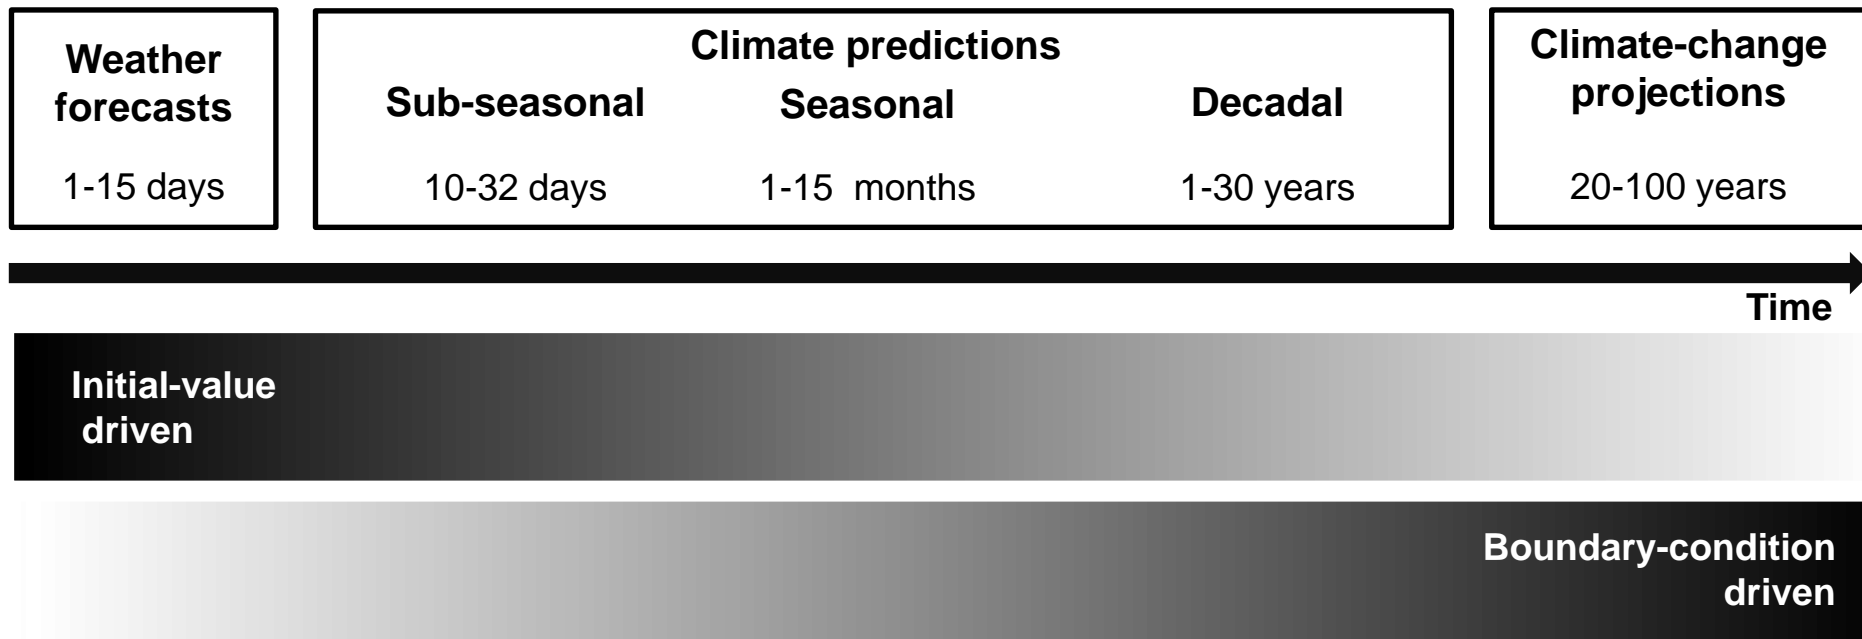 Weather
forecasts
1-15 days
Climate predictions
Sub-seasonal Seasonal Decadal
10-32 days 1-15 months 1-30 years
Climate-change
projections
20-100 years
Time
Initial-value
driven
Boundary-condition
driven